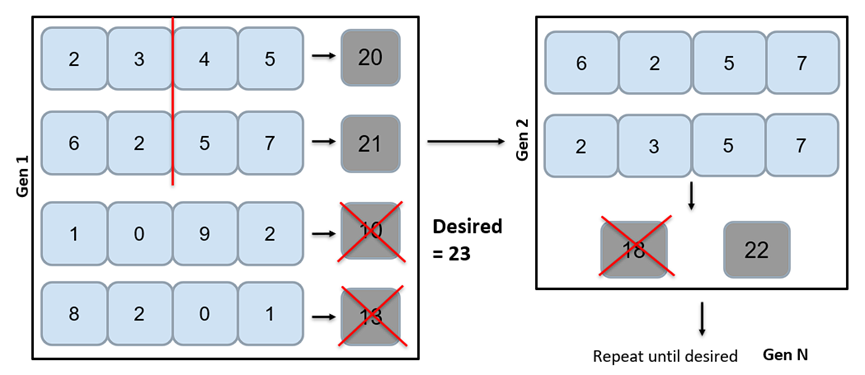 Gen 1
2 3 4 5 20
6 2 5 7 21
1 0 9 2 10
8 2 0 1 13
Desired
= 23
Gen 2
6 2 5 7
2 3 5 7
18 22
Repeat until desired Gen N